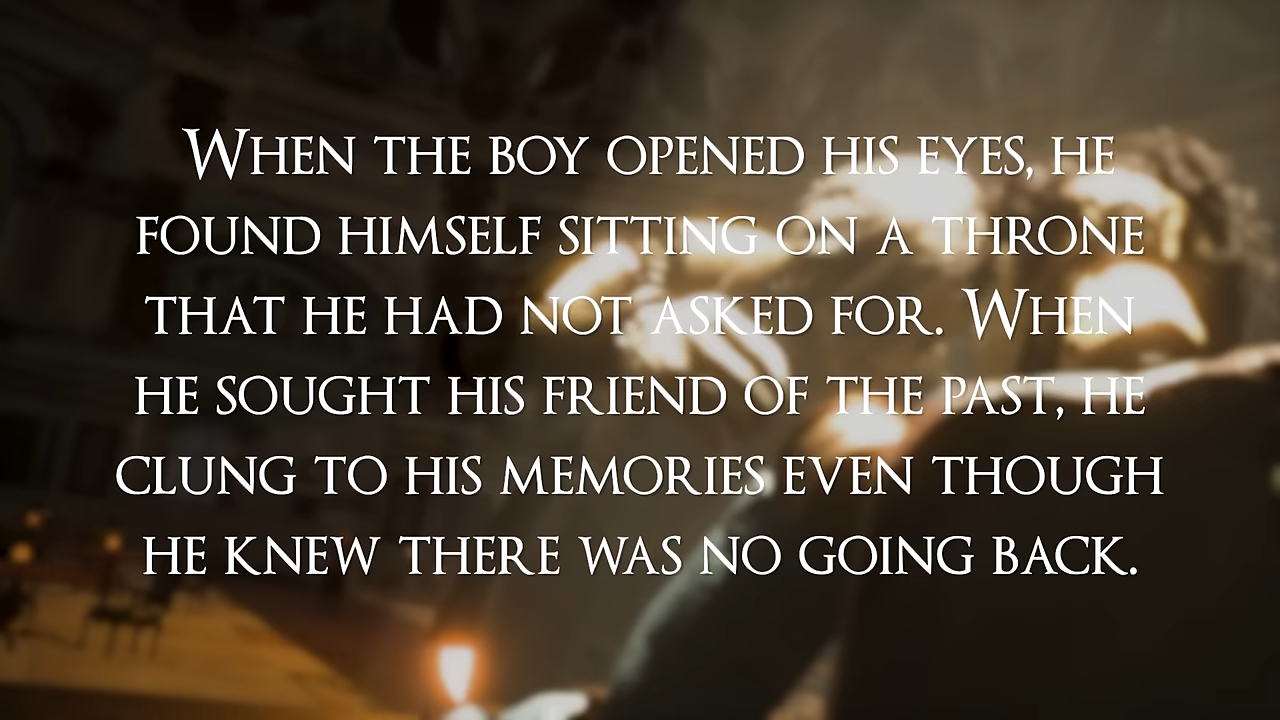 When the boy opened his eyes, he
found himself sitting on a throne
that he had not asked for. When
he sought his friend of the past, he
clung to his memories even though
he knew there was no going back.